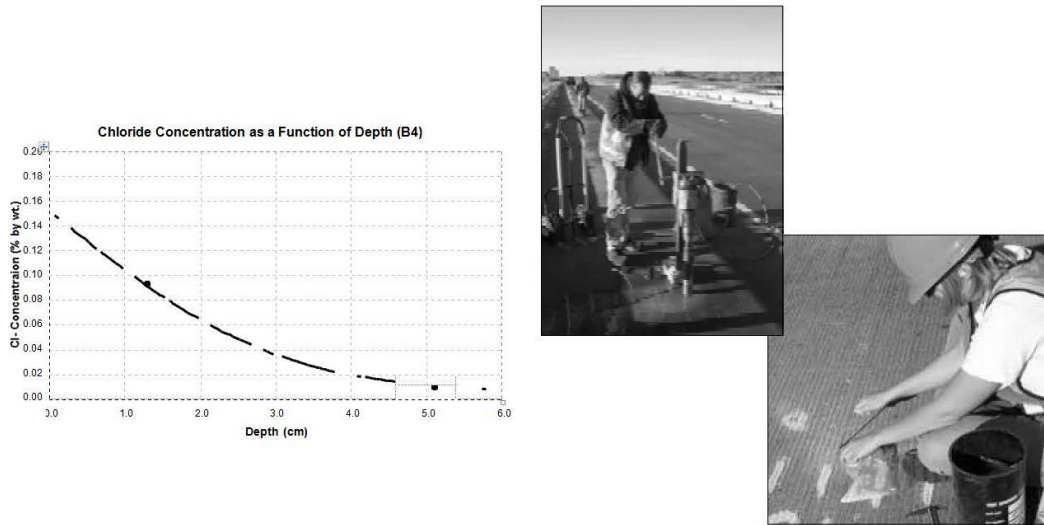 Chloride Concentration as a Function of Depth (B4)
0.20
0.18
0.16
0.14
0.12
0.10
0.08
0.06
0.04
0.02
0.00
Cl- Concentraion (% by wt.)
0.0 1.0 2.0 3.0 4.0 5.0 6.0
Depth (cm)